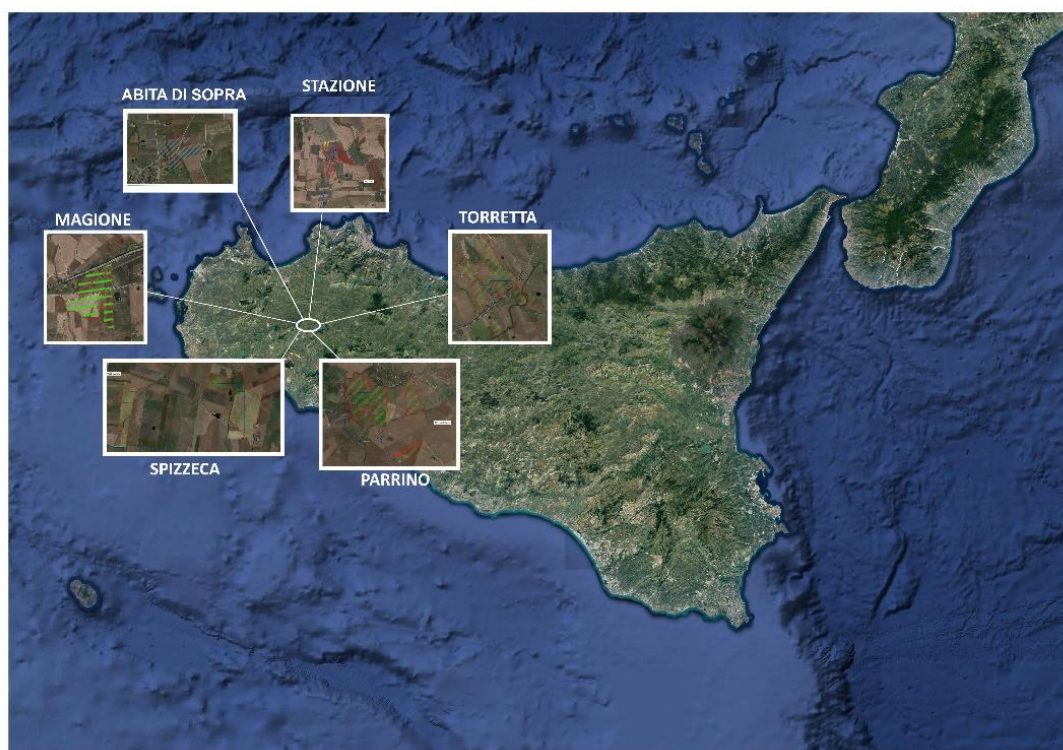 STAZIONE
ABITA DI SOPRA
MAGIONE
TORRETTA
SPIZZECA
PARRINO